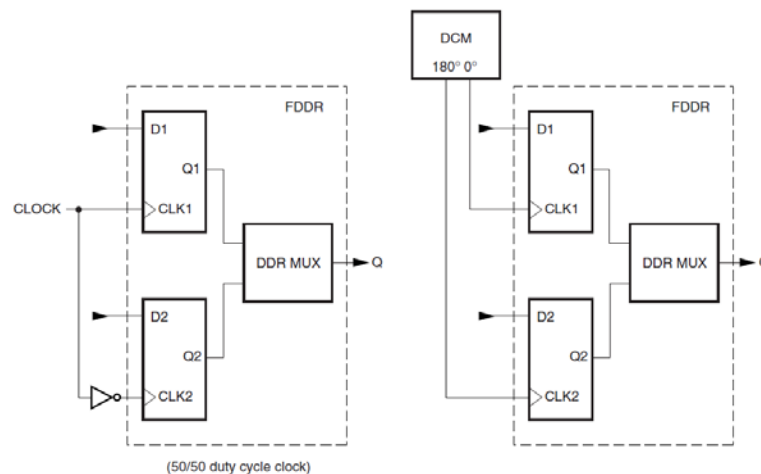 DCM
180° 0°
FDDR
D1
Q1
CLOCK
CLK1
DDR MUX
Q
D2
Q2
CLK2
(50/50 duty cycle clock)
FDDR
D1
Q1
CLK1
DDR MUX
D2
Q2
CLK2